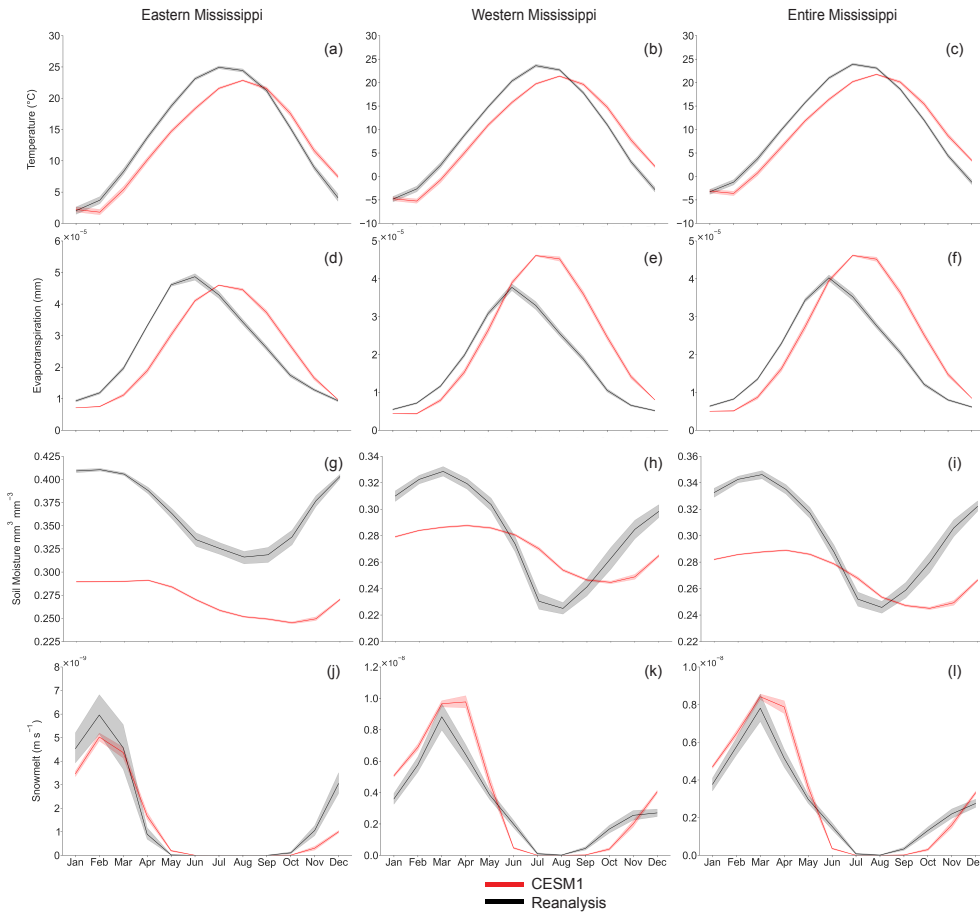 Eastern Mississippi Western Mississippi Entire Mississippi
(a) (b) (c)
Temperature (°C)
30 25 20 15 10 5 0
30 25 20 15 10 5 0 −5 −10
30 25 20 15 10 5 0 −5 −10
×10⁻⁵ ×10⁻⁵ ×10⁻⁵
(d) (e) (f)
Evapotranspiration (mm)
6 5 4 3 2 1 0
5 4 3 2 1 0
5 4 3 2 1 0
(g) (h) (i)
Soil Moisture mm³ mm⁻³
0.425 0.400 0.375 0.350 0.325 0.300 0.275 0.250 0.225
0.34 0.32 0.30 0.28 0.26 0.24 0.22 0.20
0.36 0.34 0.32 0.30 0.28 0.26 0.24 0.22
×10⁻⁹ ×10⁻⁸ ×10⁻⁸
(j) (k) (l)
Snowmelt (m s⁻¹)
8 7 6 5 4 3 2 1 0
1.2 1.0 0.8 0.6 0.4 0.2 0.0
1.0 0.8 0.6 0.4 0.2 0.0
Jan Feb Mar Apr May Jun Jul Aug Sep Oct Nov Dec
Jan Feb Mar Apr May Jun Jul Aug Sep Oct Nov Dec
Jan Feb Mar Apr May Jun Jul Aug Sep Oct Nov De
CESM1
Reanalysis